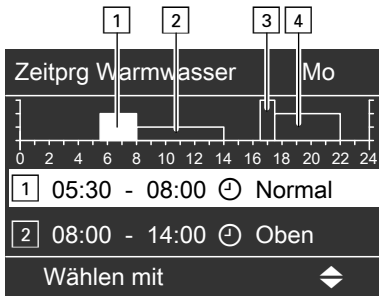 1 2 3 4
Zeitprg Warmwasser Mo
0 2 4 6 8 10 12 14 16 18 20 22 24
1 05:30 - 08:00 Normal
2 08:00 - 14:00 Oben
Wählen mit